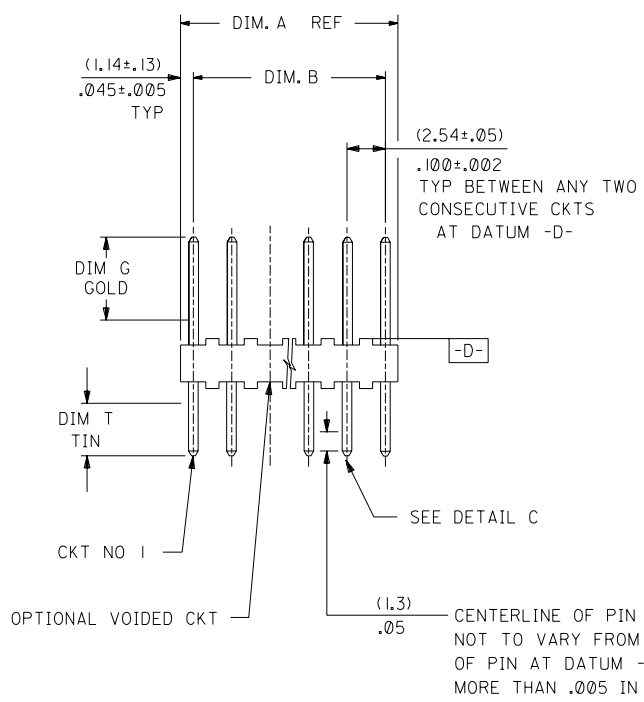 DIM. A REF
(1.14±.13)
.045±.005
TYP
DIM. B
(2.54±.05)
.100±.002
TYP BETWEEN ANY TWO
CONSECUTIVE CKTS
AT DATUM -D-
DIM G
GOLD
-D-
DIM T
TIN
SEE DETAIL C
CKT NO 1
OPTIONAL VOIDED CKT
(1.3)
.05
CENTERLINE OF PIN
NOT TO VARY FROM
OF PIN AT DATUM -
MORE THAN .005 IN